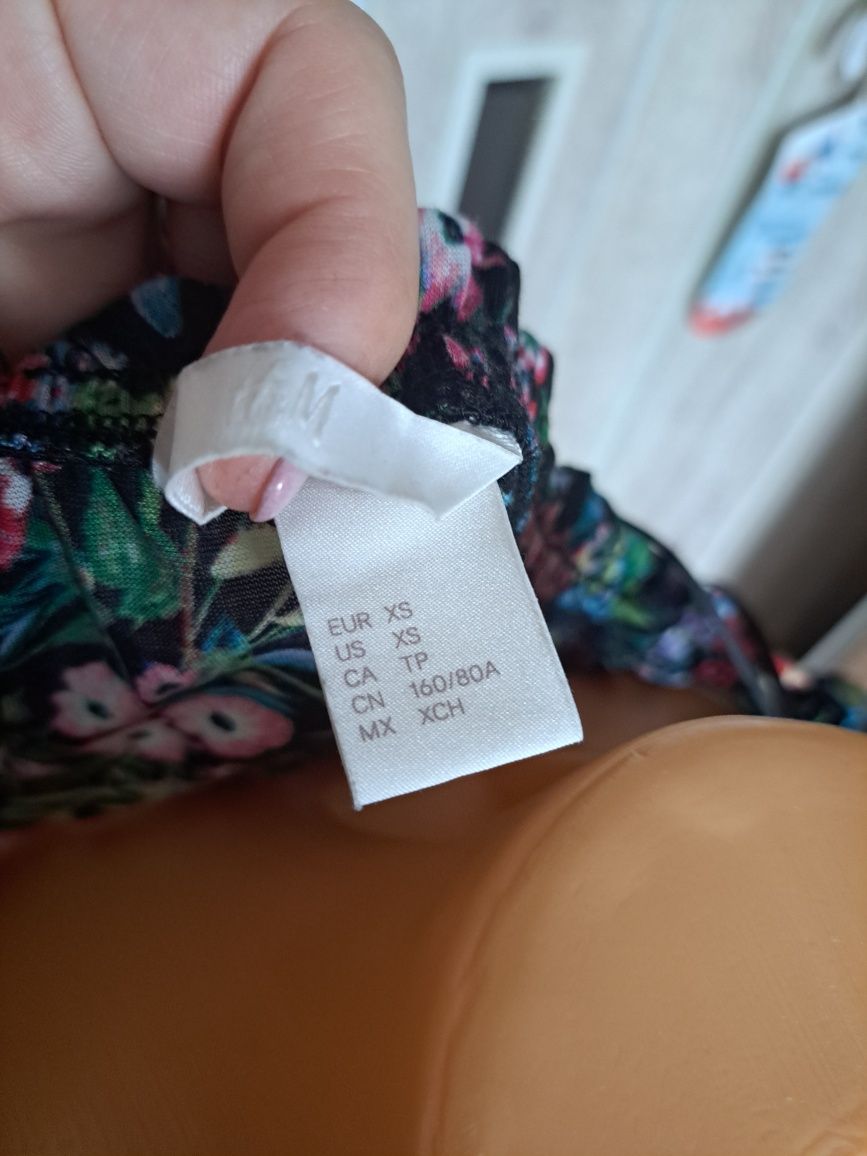 H&M
EUR XS
US XS
CA TP
CN 160/80A
MX XCH